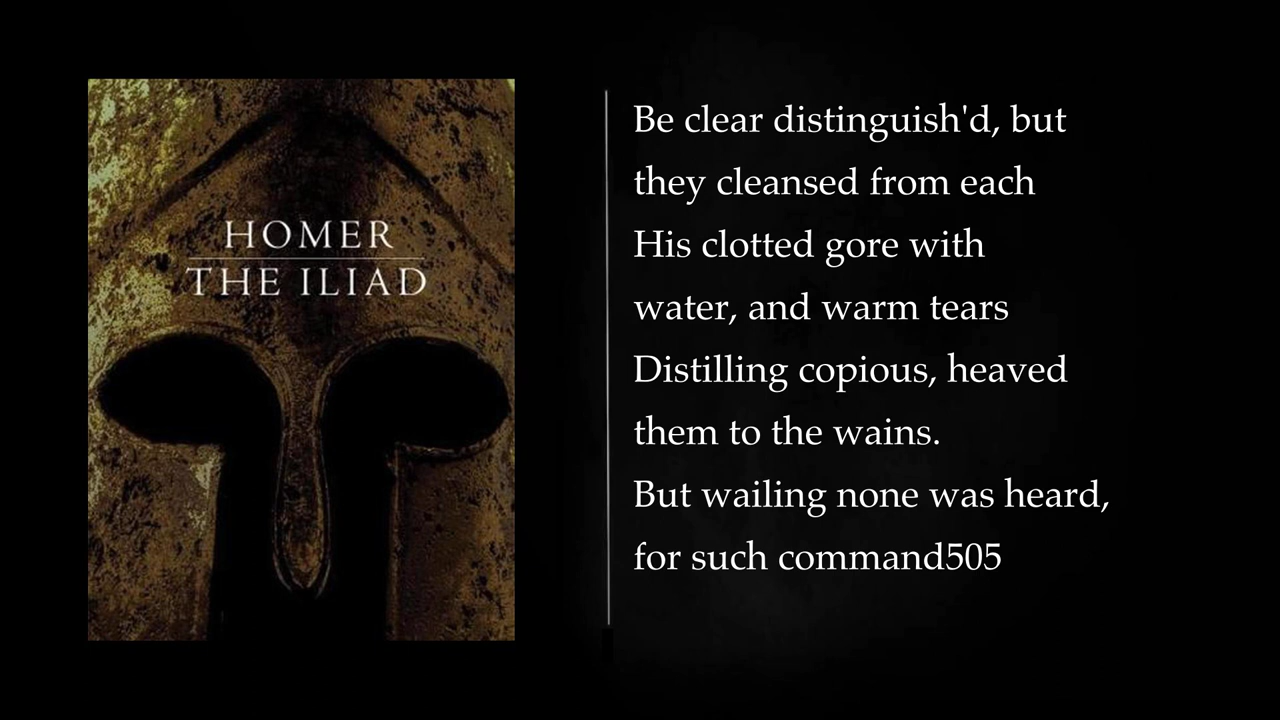 HOMER
THE ILIAD
Be clear distinguish'd, but
they cleansed from each
His clotted gore with
water, and warm tears
Distilling copious, heaved
them to the wains.
But wailing none was heard,
for such command505